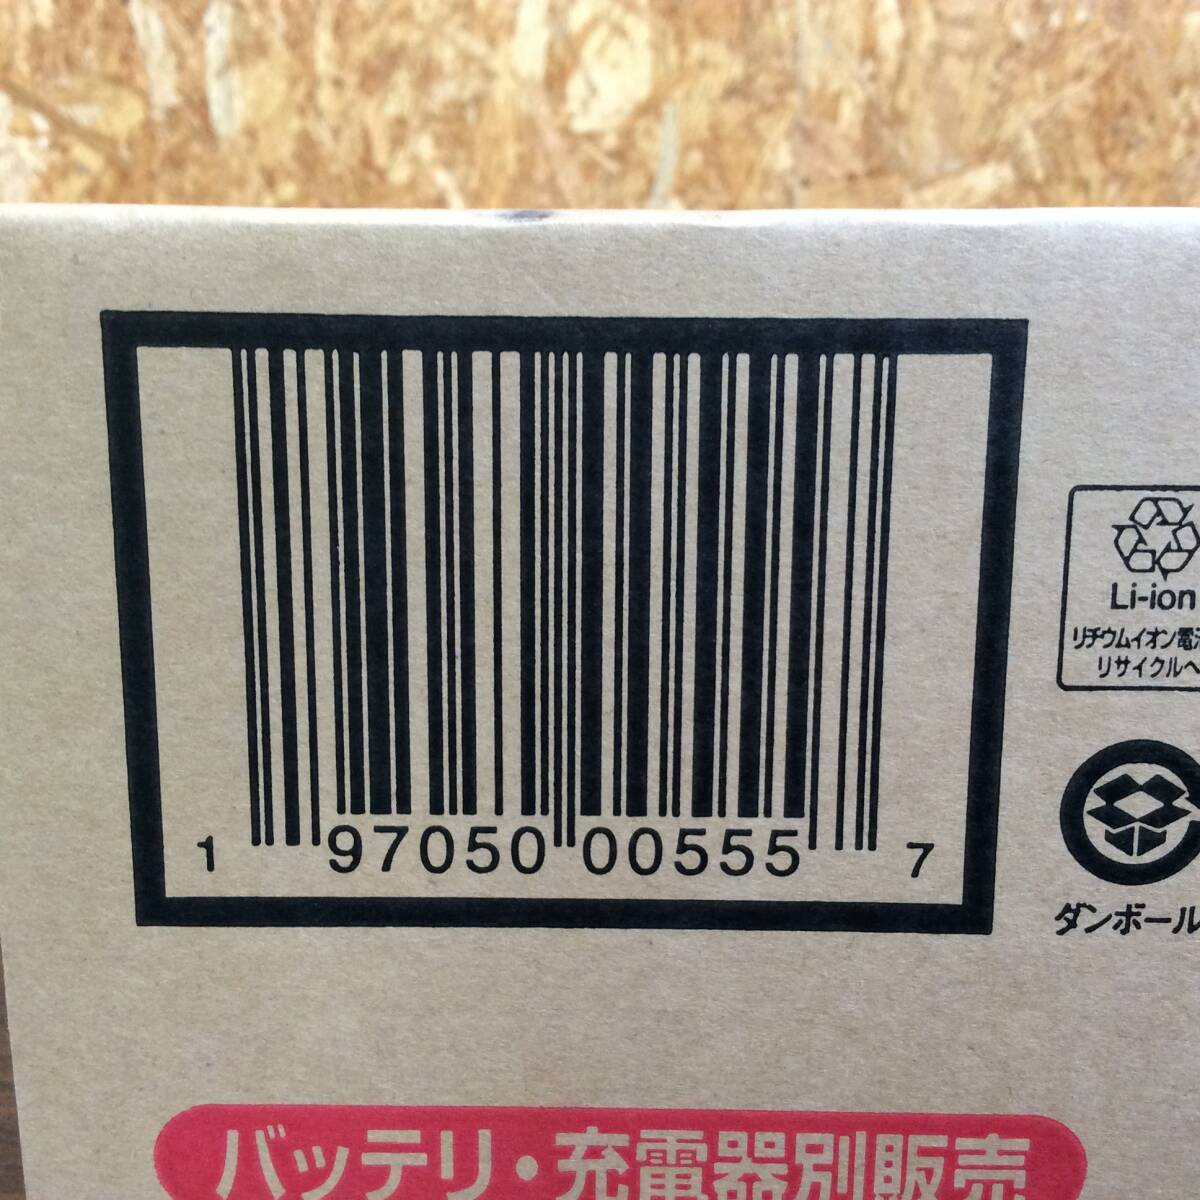 1 97050 00555 7
Li-ion
リチウムイオン電
リサイクルへ
ダンボール
バッテリ・充電器別販売